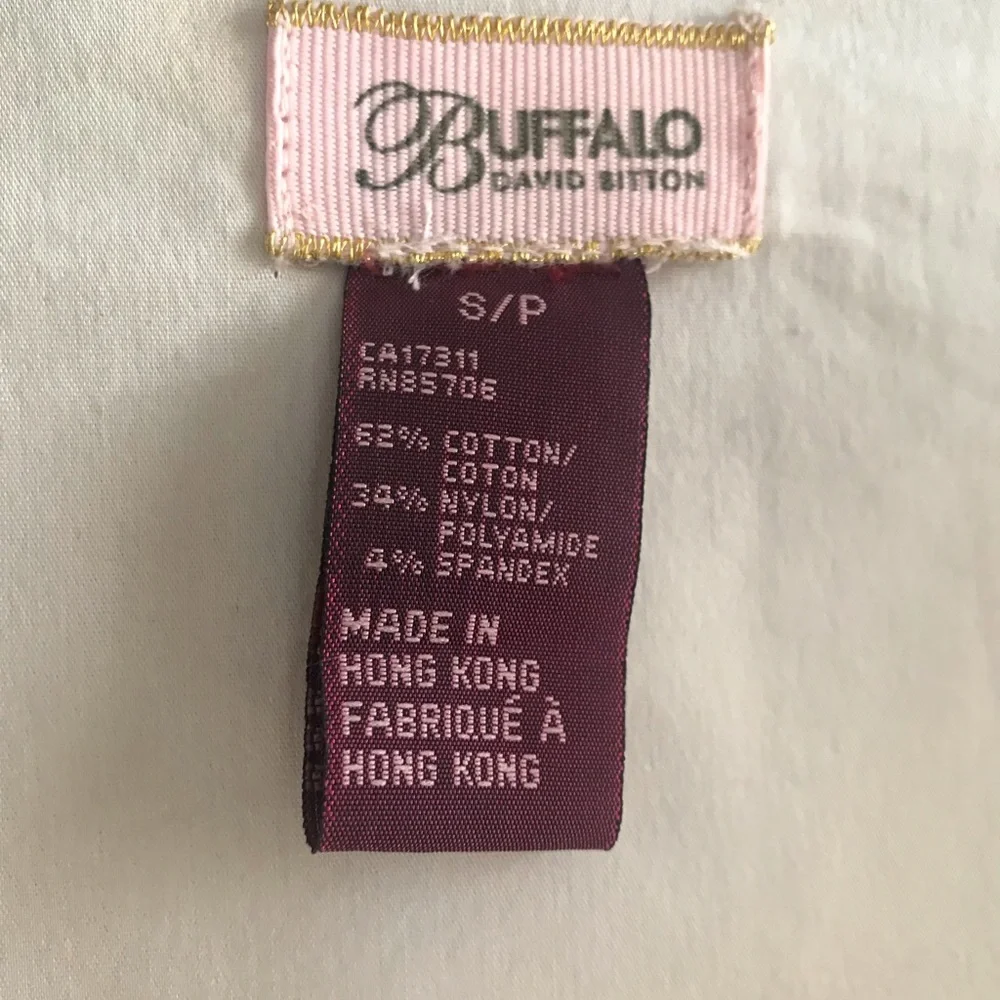 BUFFALO
DAVID BITTON
S/P
CA17311
RN85706
62% COTTON/
COTON
34% NYLON/
POLYAMIDE
4% SPANDEX
MADE IN
HONG KONG
FABRIQUÉ À
HONG KONG